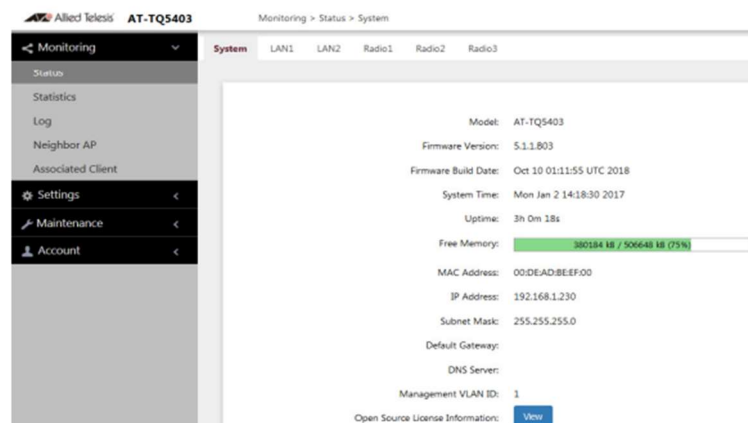 Allied Telesis AT-TQ5403 Monitoring > Status > System
Monitoring
System LAN1 LAN2 Radio1 Radio2 Radio3
Status
Statistics
Log
Neighbor AP
Associated Client
Settings
Maintenance
Account
Model: AT-TQ5403
Firmware Version: 5.1.1.B03
Firmware Build Date: Oct 10 01:11:55 UTC 2018
System Time: Mon Jan 2 14:18:30 2017
Uptime: 3h 0m 18s
Free Memory: 380184 kB / 506648 kB (75%)
MAC Address: 00:DE:AD:BE:EF:00
IP Address: 192.168.1.230
Subnet Mask: 255.255.255.0
Default Gateway:
DNS Server:
Management VLAN ID: 1
Open Source License Information: View